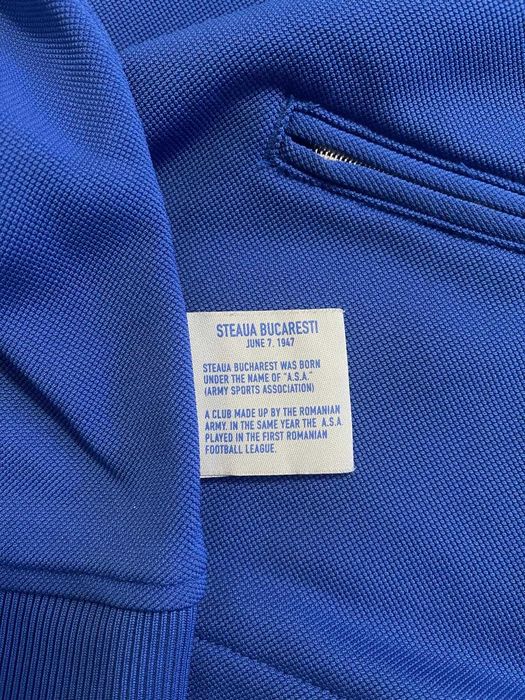 STEAUA BUCARESTI
JUNE 7. 1947
STEAUA BUCHAREST WAS BORN
UNDER THE NAME OF "A.S.A."
(ARMY SPORTS ASSOCIATION)
A CLUB MADE UP BY THE ROMANIAN
ARMY. IN THE SAME YEAR THE A.S.A
PLAYED IN THE FIRST ROMANIAN
FOOTBALL LEAGUE.